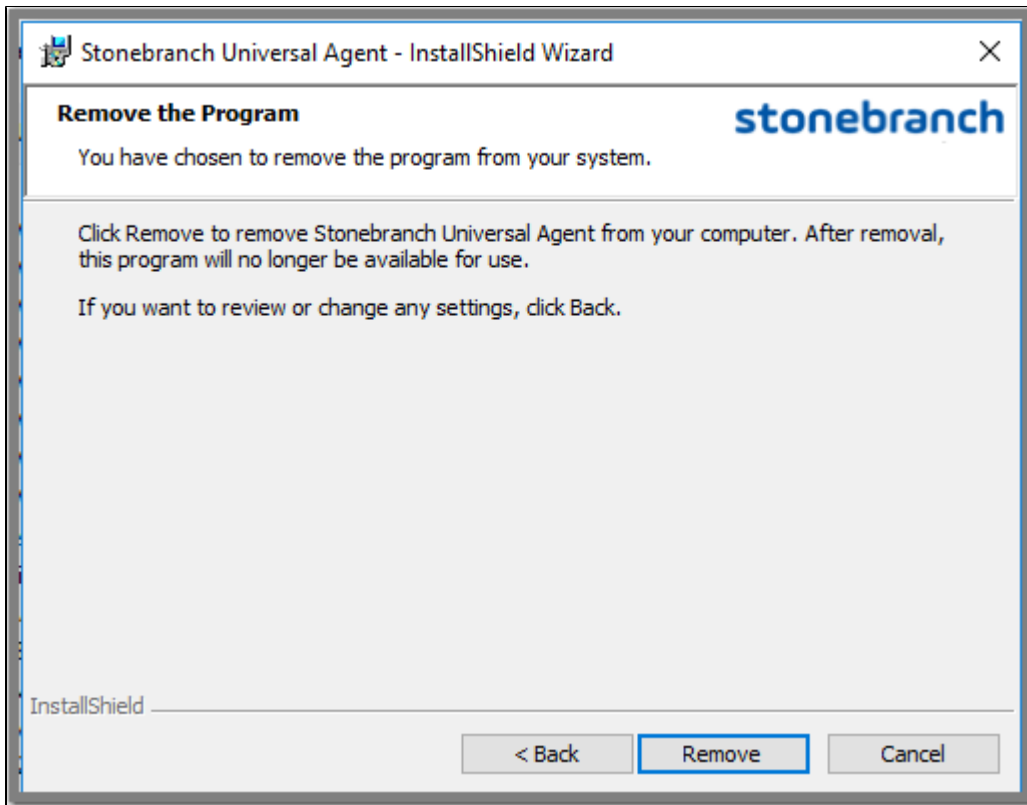 Stonebranch Universal Agent - InstallShield Wizard
Remove the Program
stonebranch
You have chosen to remove the program from your system.
Click Remove to remove Stonebranch Universal Agent from your computer. After removal,
this program will no longer be available for use.
If you want to review or change any settings, click Back.
InstallShield
< Back
Remove
Cancel